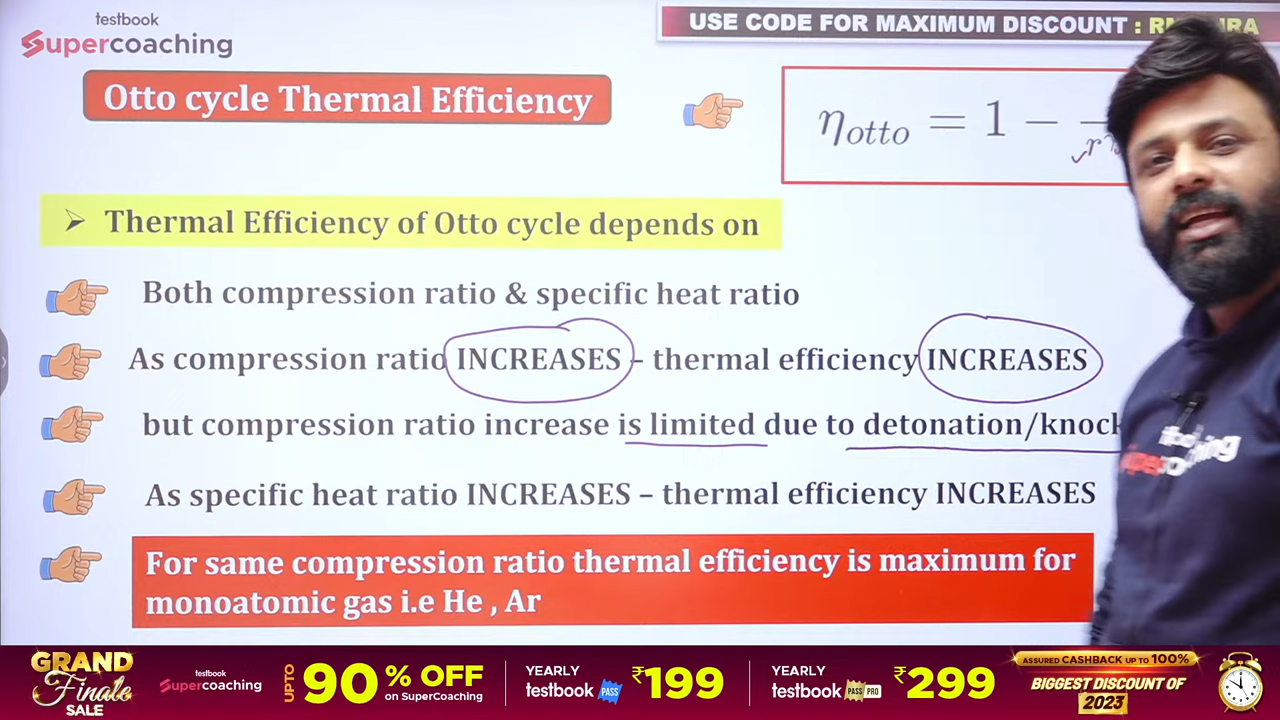 testbook
Supercoaching
USE CODE FOR MAXIMUM DISCOUNT :
Otto cycle Thermal Efficiency
η_otto = 1 −
Thermal Efficiency of Otto cycle depends on
Both compression ratio & specific heat ratio
As compression ratio INCREASES – thermal efficiency INCREASES
but compression ratio increase is limited due to detonation/knock
As specific heat ratio INCREASES – thermal efficiency INCREASES
For same compression ratio thermal efficiency is maximum for
monoatomic gas i.e He , Ar
GRAND
Finale
SALE
testbook
Supercoaching
UPTO 90% OFF
on SuperCoaching
YEARLY
testbook PASS
₹199
YEARLY
testbook PASS PRO
₹299
ASSURED CASHBACK UP TO 100%
BIGGEST DISCOUNT OF
2023